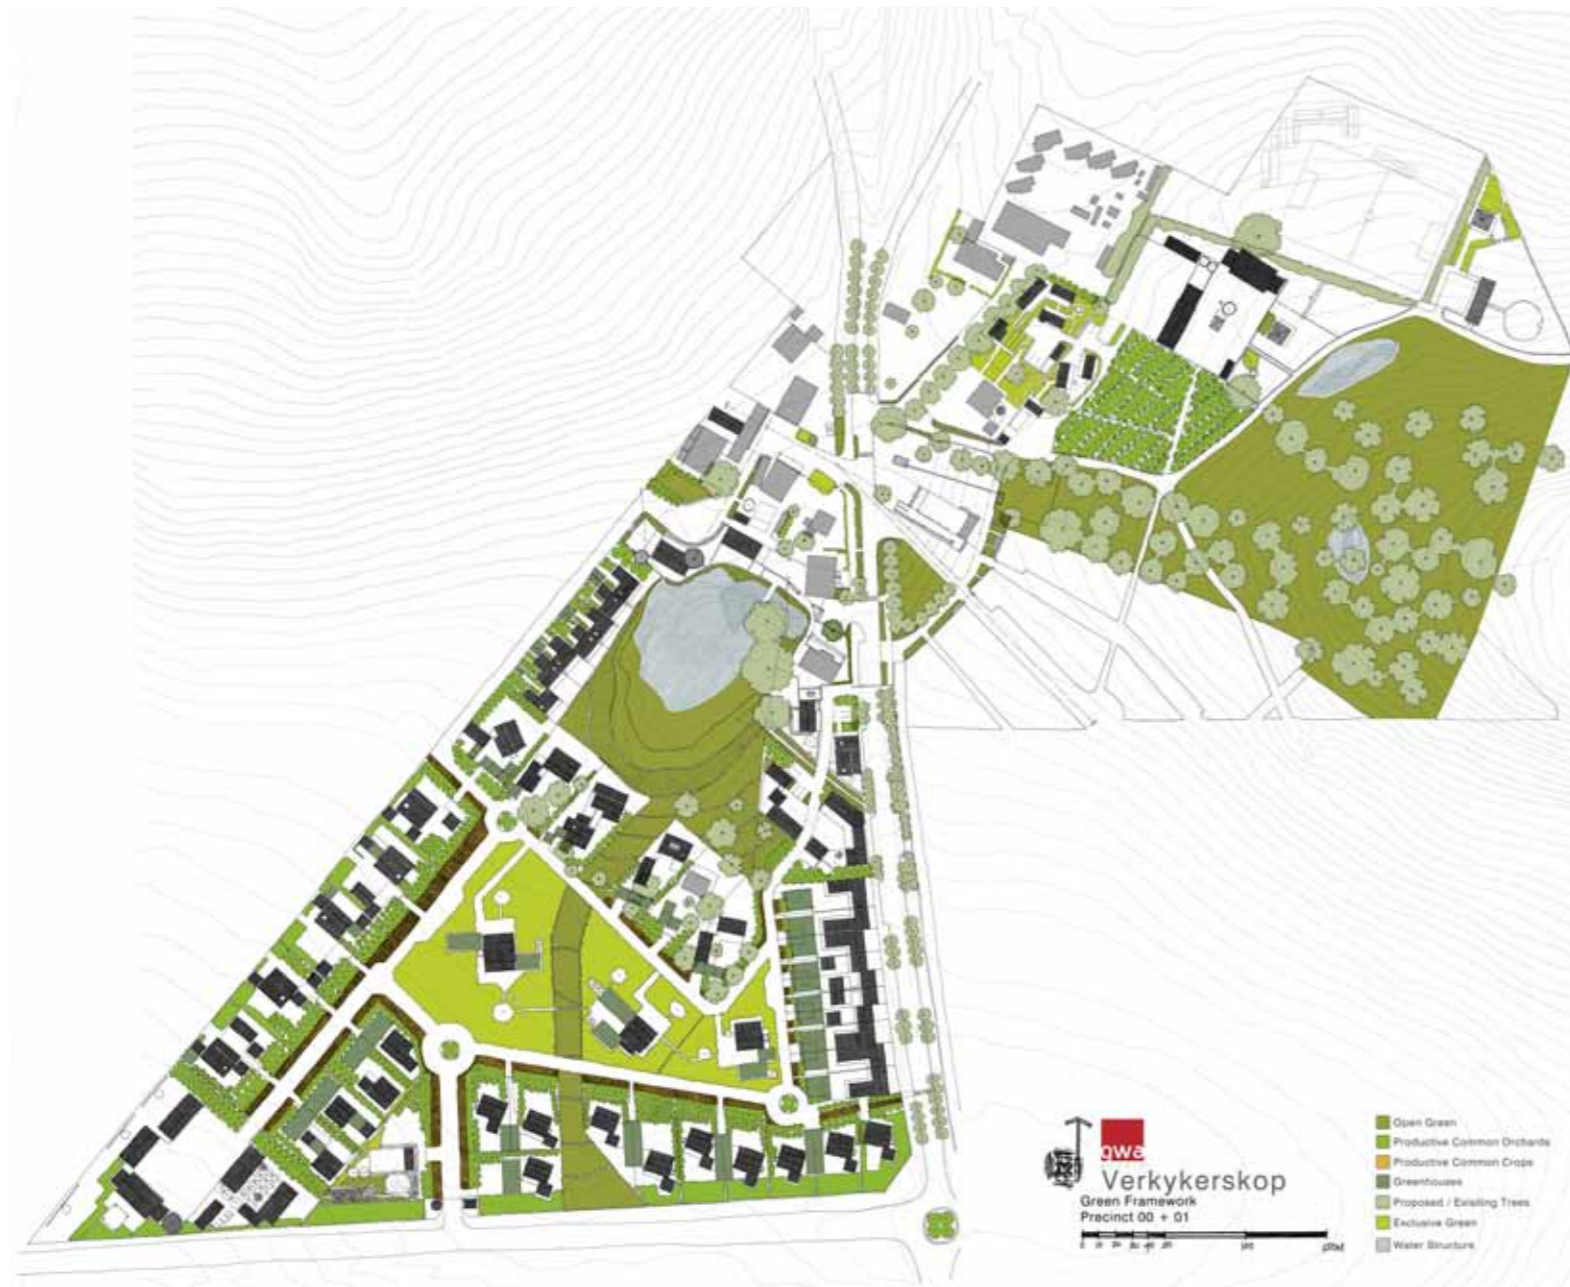 gwa
Verkykerskop
Green Framework
Precinct 00 + 01
Open Green
Productive Common Orchards
Productive Common Crops
Greenhouses
Proposed / Existing Trees
Exclusive Green
Water Structure